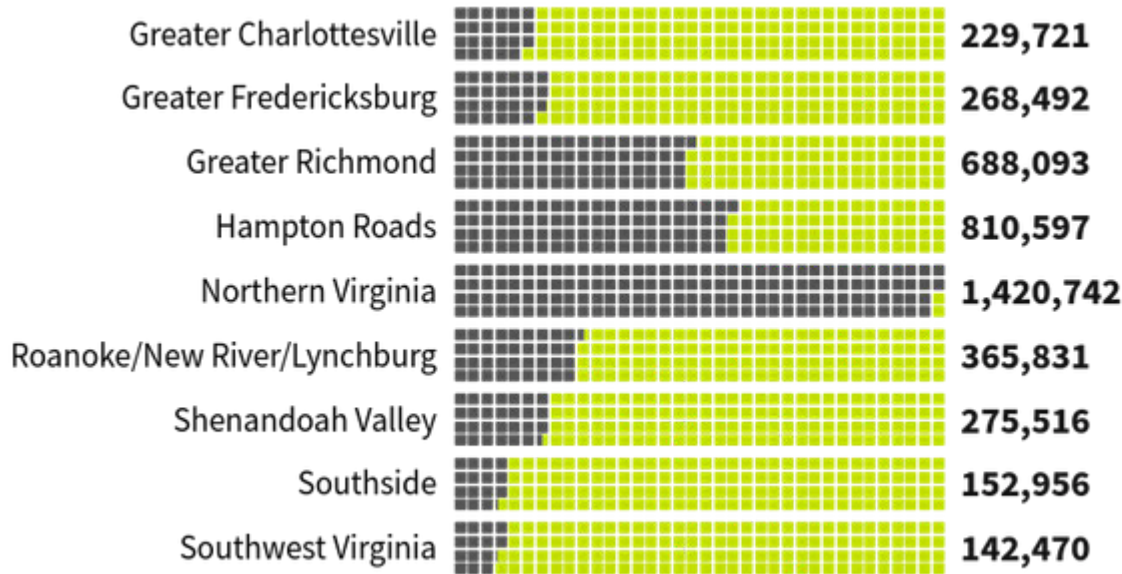 Greater Charlottesville 229,721
Greater Fredericksburg 268,492
Greater Richmond 688,093
Hampton Roads 810,597
Northern Virginia 1,420,742
Roanoke/New River/Lynchburg 365,831
Shenandoah Valley 275,516
Southside 152,956
Southwest Virginia 142,470